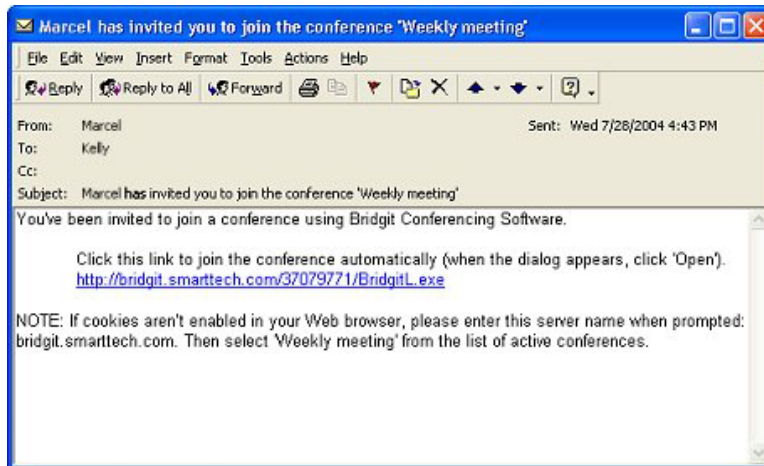 Marcel has invited you to join the conference 'Weekly meeting'
File Edit View Insert Format Tools Actions Help
Reply Reply to All Forward
From: Marcel Sent: Wed 7/28/2004 4:43 PM
To: Kelly
Cc:
Subject: Marcel has invited you to join the conference 'Weekly meeting'
You've been invited to join a conference using Bridgit Conferencing Software.
Click this link to join the conference automatically (when the dialog appears, click 'Open').
http://bridgit.smarttech.com/37079771/BridgitL.exe
NOTE: If cookies aren't enabled in your Web browser, please enter this server name when prompted:
bridgit.smarttech.com. Then select 'Weekly meeting' from the list of active conferences.